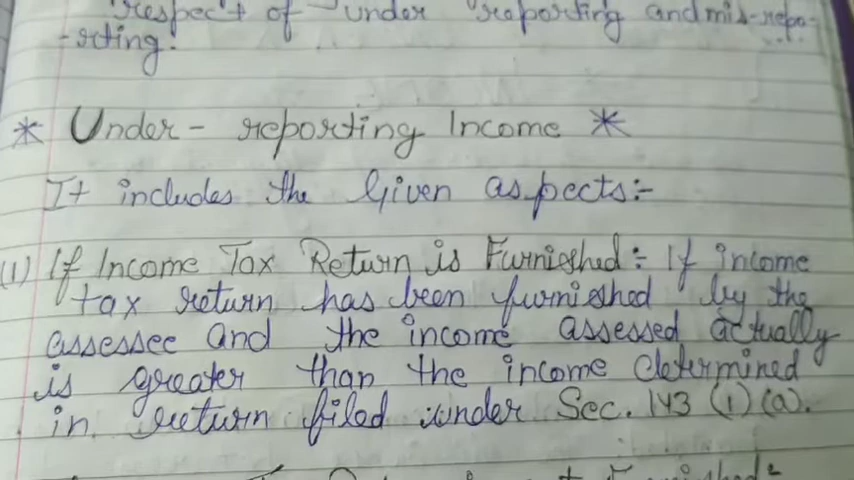 respect of under reporting and mis-repo-
-rting.
* Under - reporting Income *
It includes the Given aspects:-
(1) If Income Tax Return is Furnished:- If income
tax return has been furnished by the
assessee and the income assessed actually
is greater than the income determined
in return filed under Sec. 143 (1) (a).